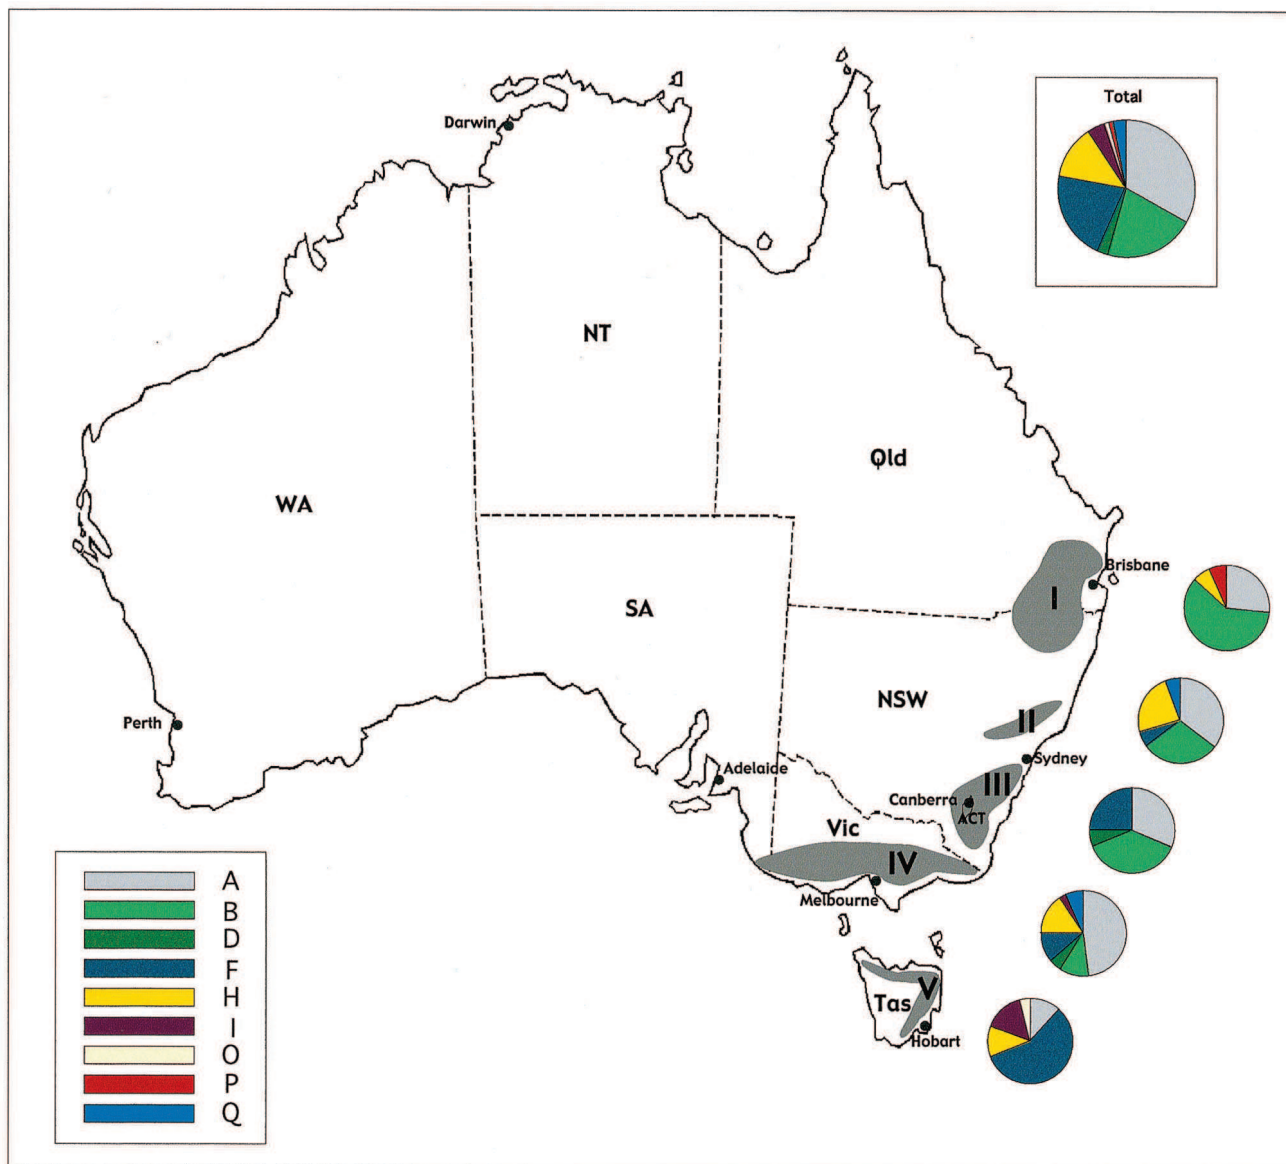 Total
Darwin
NT
Qld
WA
Brisbane
I
SA
NSW
II
Perth
Sydney
Adelaide
III
Canberra
ACT
Vic
IV
Melbourne
V
Tas
Hobart
A
B
D
F
H
I
O
P
Q